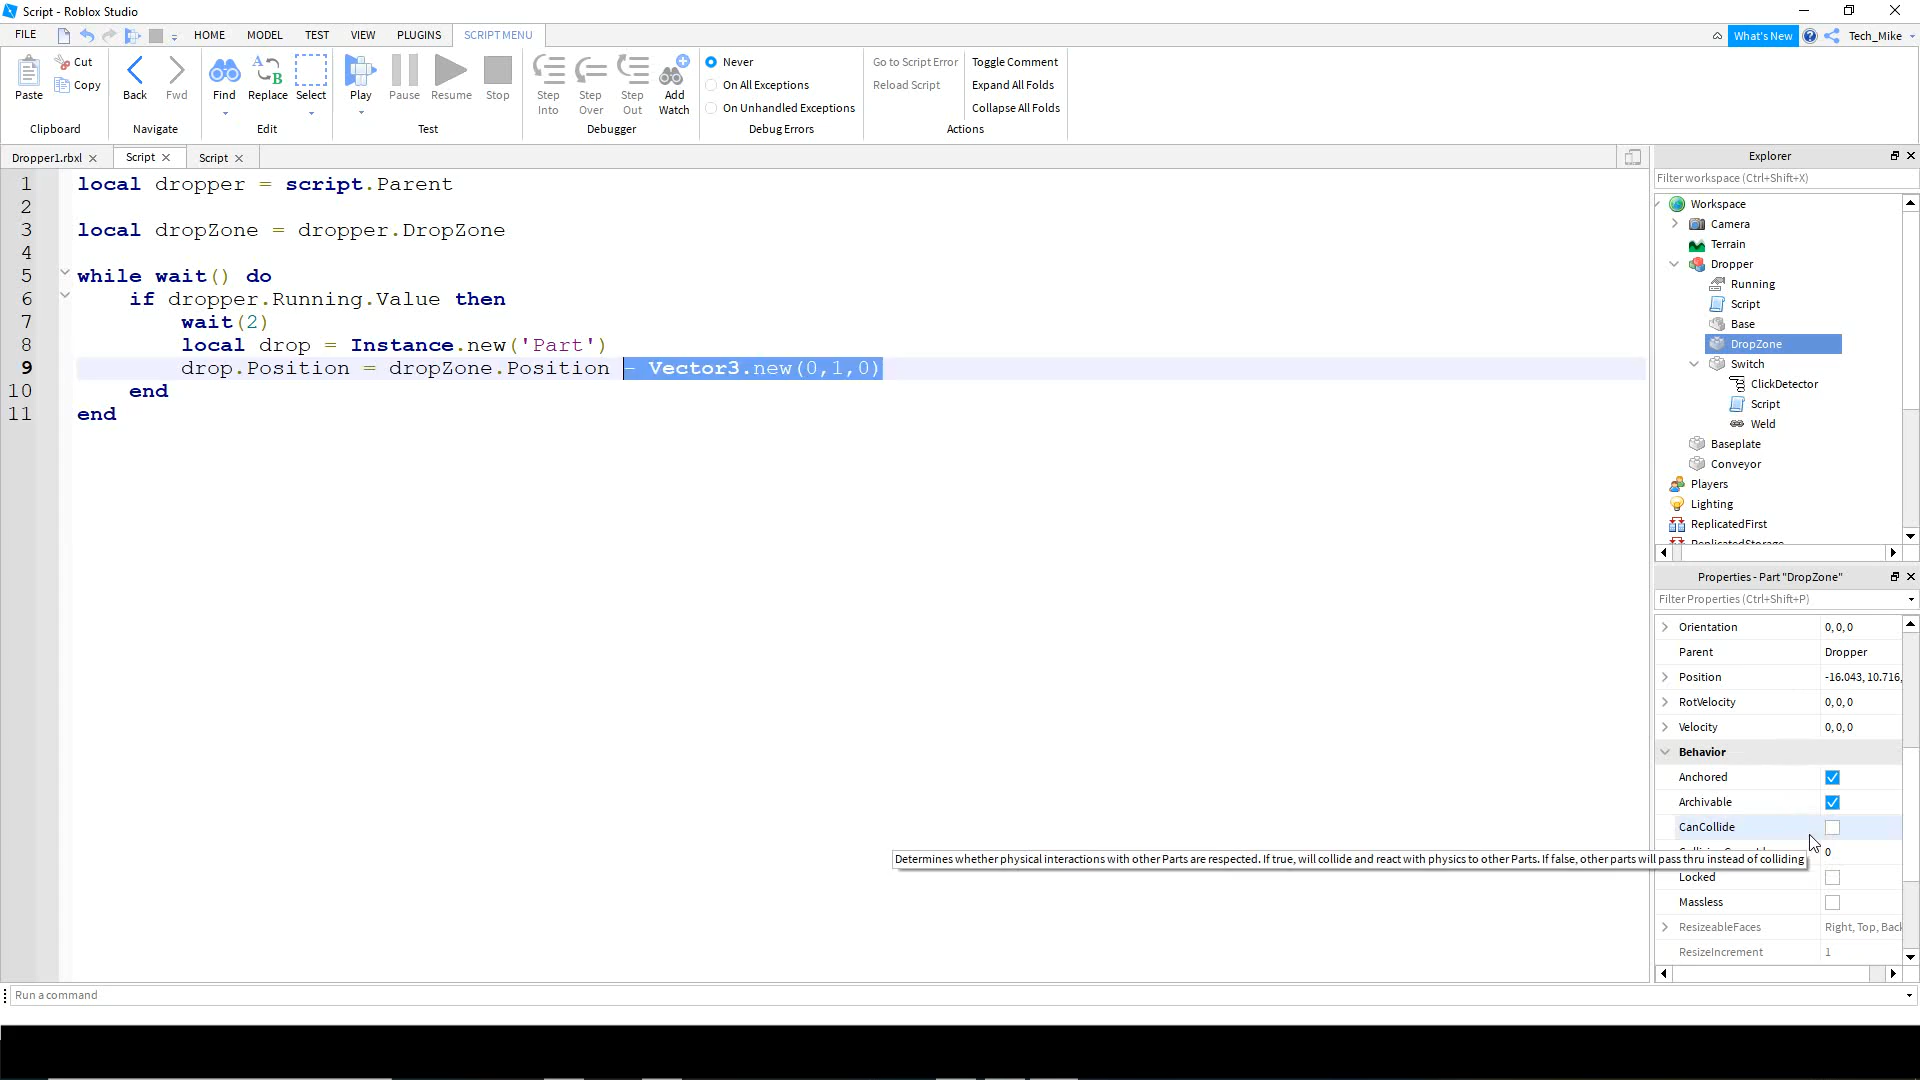 Script - Roblox Studio
FILE HOME MODEL TEST VIEW PLUGINS SCRIPT MENU What's New Tech_Mike
Paste Cut Copy Clipboard
Back Fwd Navigate
Find Replace Select Edit
Play Pause Resume Stop Test
Step Into Step Over Step Out Add Watch Debugger
Never
On All Exceptions
On Unhandled Exceptions
Debug Errors
Go to Script Error Toggle Comment
Reload Script Expand All Folds
Collapse All Folds
Actions
Dropper1.rbxl Script Script
1 local dropper = script.Parent
2
3 local dropZone = dropper.DropZone
4
5 while wait() do
6 if dropper.Running.Value then
7 wait(2)
8 local drop = Instance.new('Part')
9 drop.Position = dropZone.Position - Vector3.new(0,1,0)
10 end
11 end
Explorer
Filter workspace (Ctrl+Shift+X)
Workspace
Camera
Terrain
Dropper
Running
Script
Base
DropZone
Switch
ClickDetector
Script
Weld
Baseplate
Conveyor
Players
Lighting
ReplicatedFirst
ReplicatedStorage
Properties - Part "DropZone"
Filter Properties (Ctrl+Shift+P)
Orientation 0, 0, 0
Parent Dropper
Position -16.043, 10.716,
RotVelocity 0, 0, 0
Velocity 0, 0, 0
Behavior
Anchored
Archivable
CanCollide
0
Determines whether physical interactions with other Parts are respected. If true, will collide and react with physics to other Parts. If false, other parts will pass thru instead of colliding
Locked
Massless
ResizeableFaces Right, Top, Back
ResizeIncrement 1
Run a command